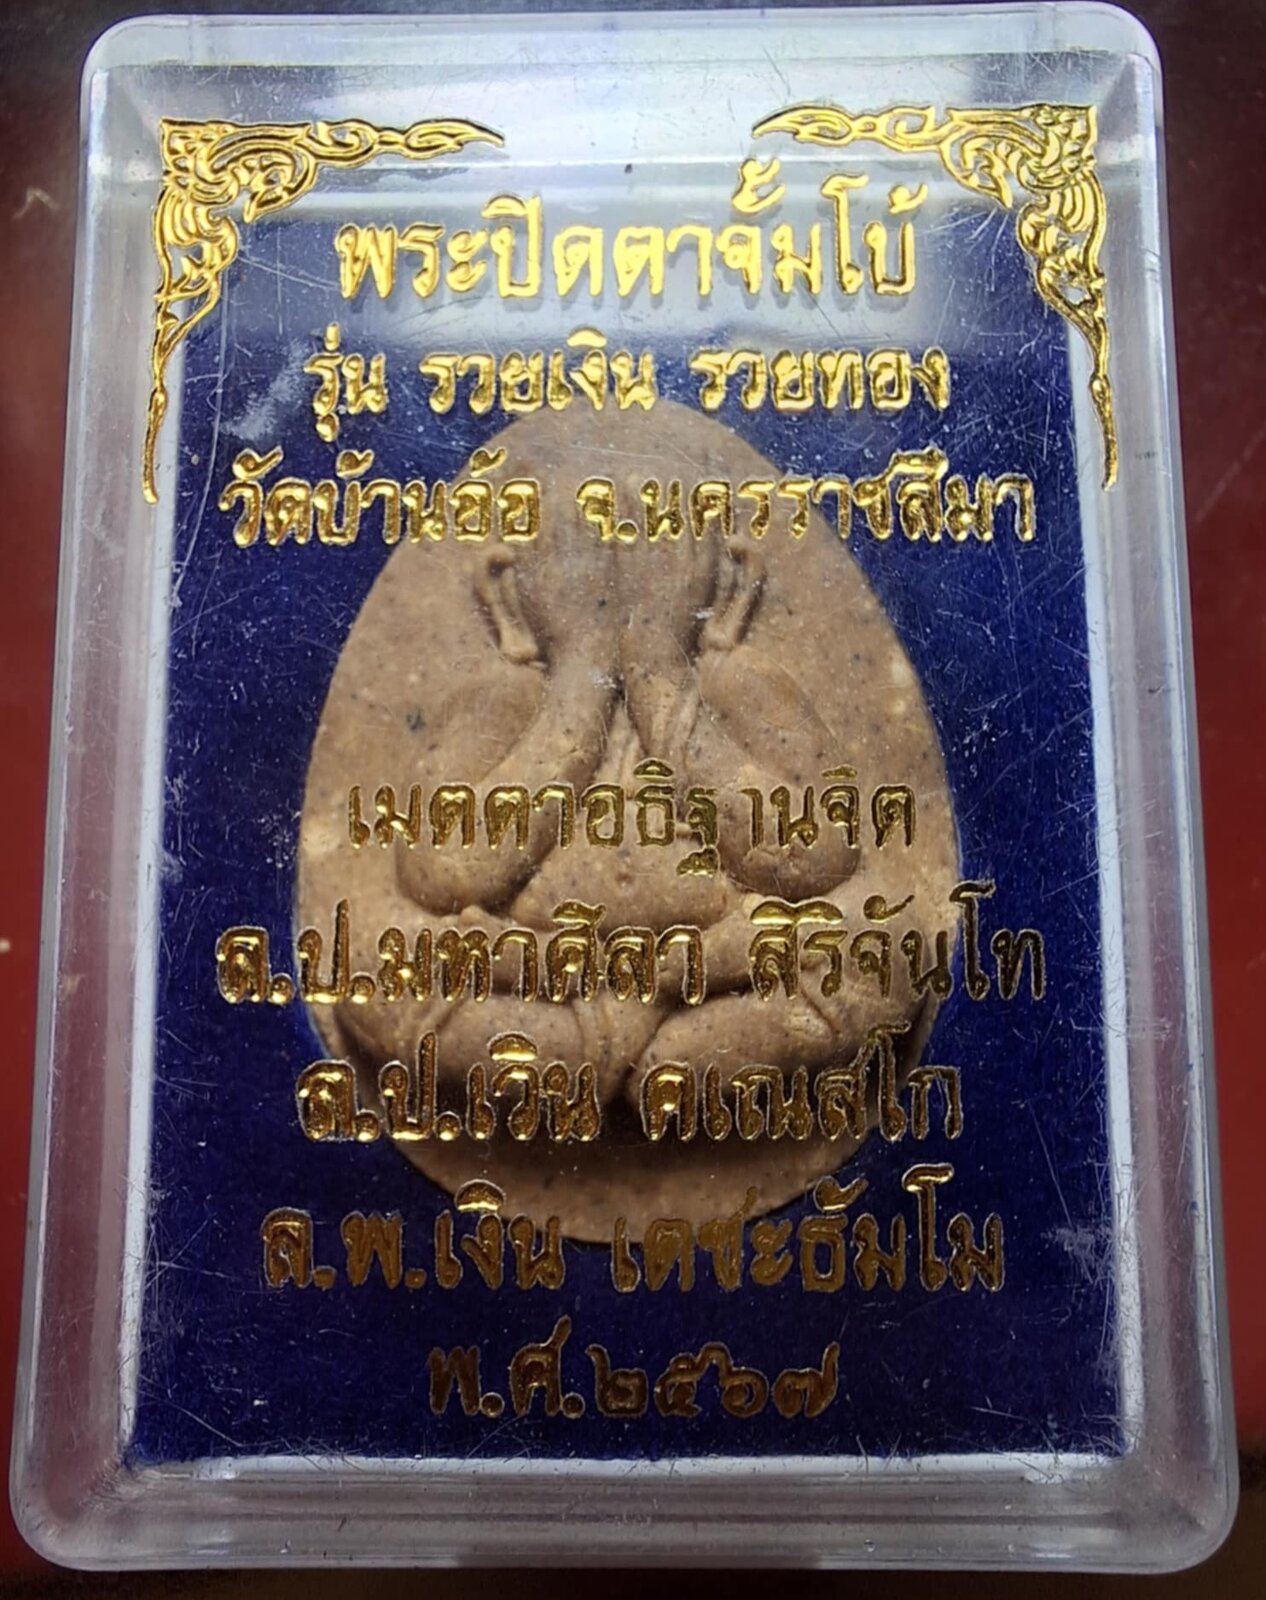 พระปิดตาจั้มโบ้
รุ่น รวยเงิน รวยทอง
วัดบ้านอ้อ จ.นครราชสีมา
เมตตาอธิฐานจิต
ล.ป.มหาศีลา สิริจันโท
ล.ป.เวิน คเณสโก
ล.พ.เงิน เตชะธัมโม
พ.ศ.๒๕๖๗